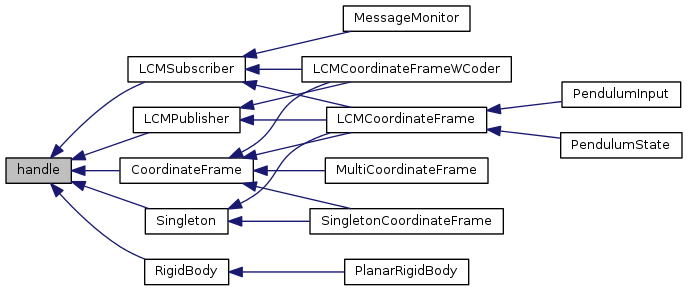 MessageMonitor
LCMSubscriber
LCMCoordinateFrameWCoder
PendulumInput
LCMPublisher
LCMCoordinateFrame
PendulumState
handle
CoordinateFrame
MultiCoordinateFrame
Singleton
SingletonCoordinateFrame
RigidBody
PlanarRigidBody